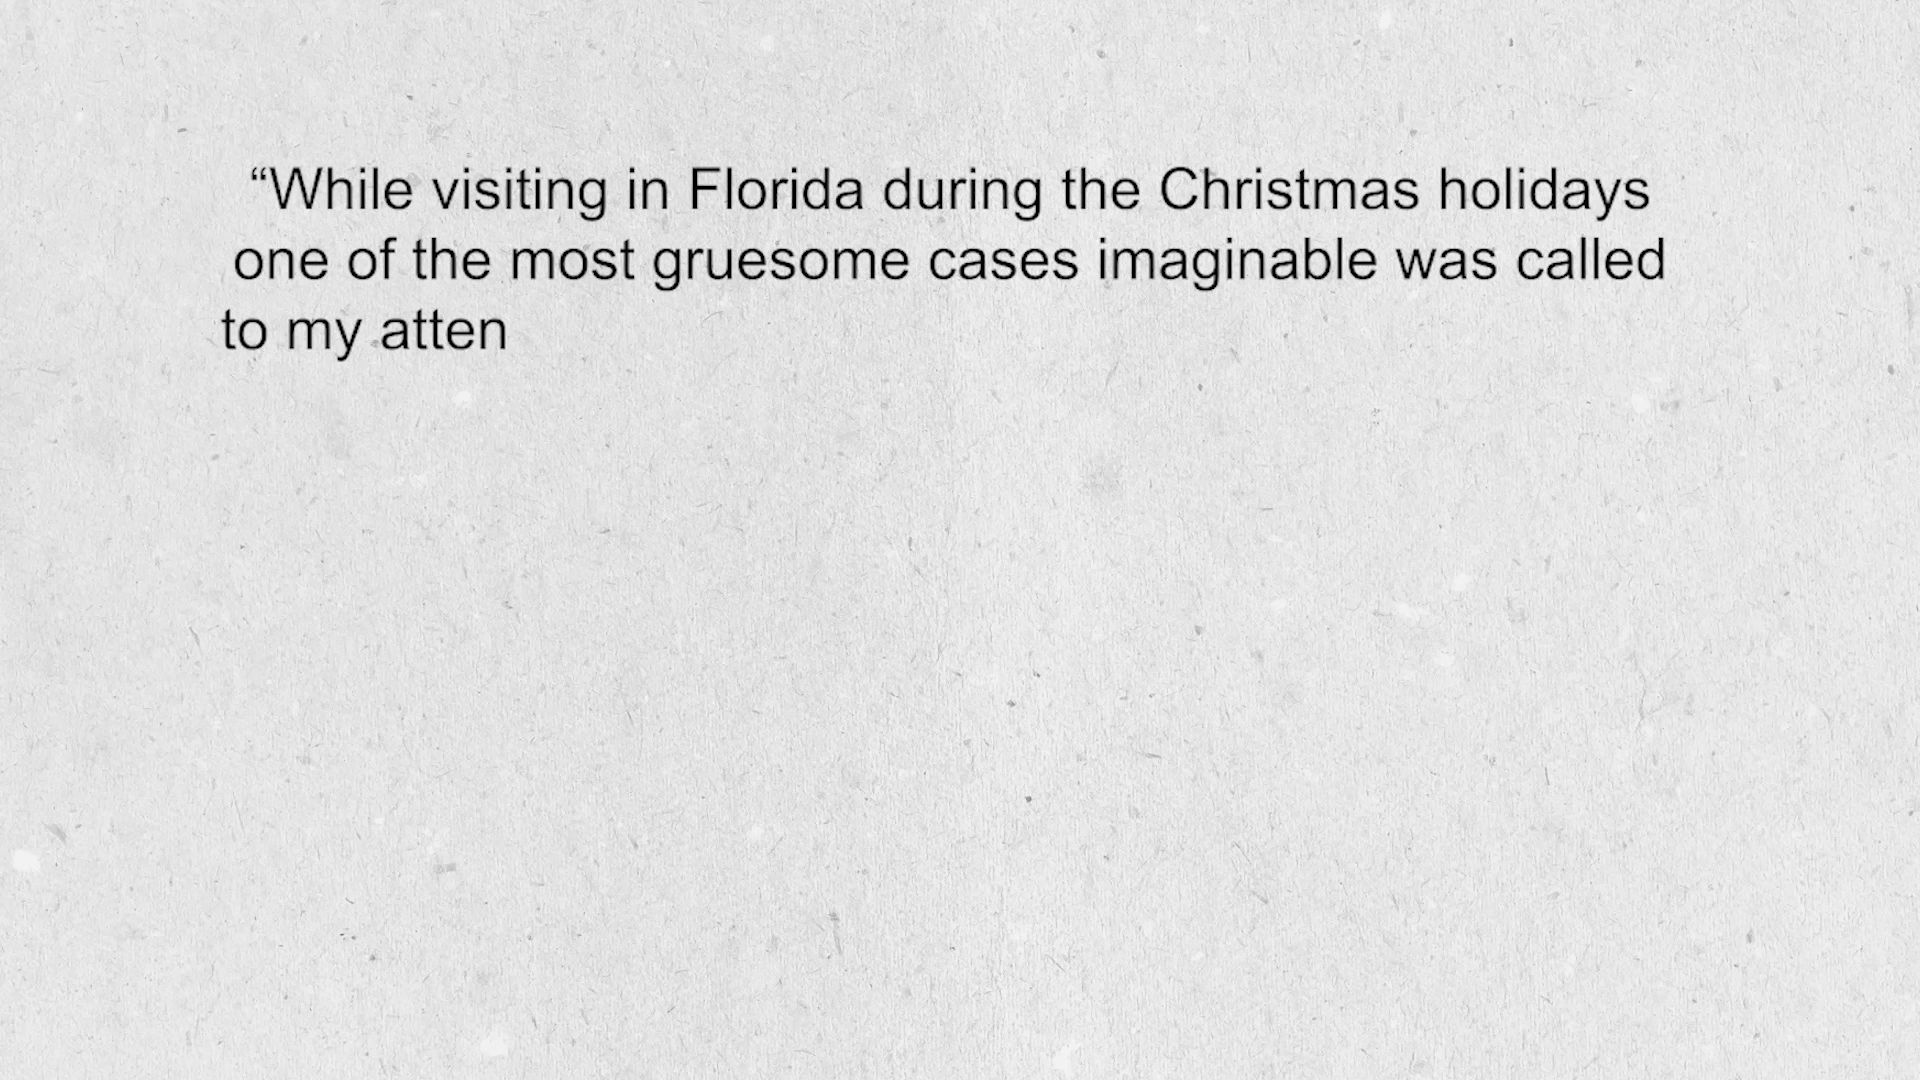 “While visiting in Florida during the Christmas holidays
one of the most gruesome cases imaginable was called
to my atten